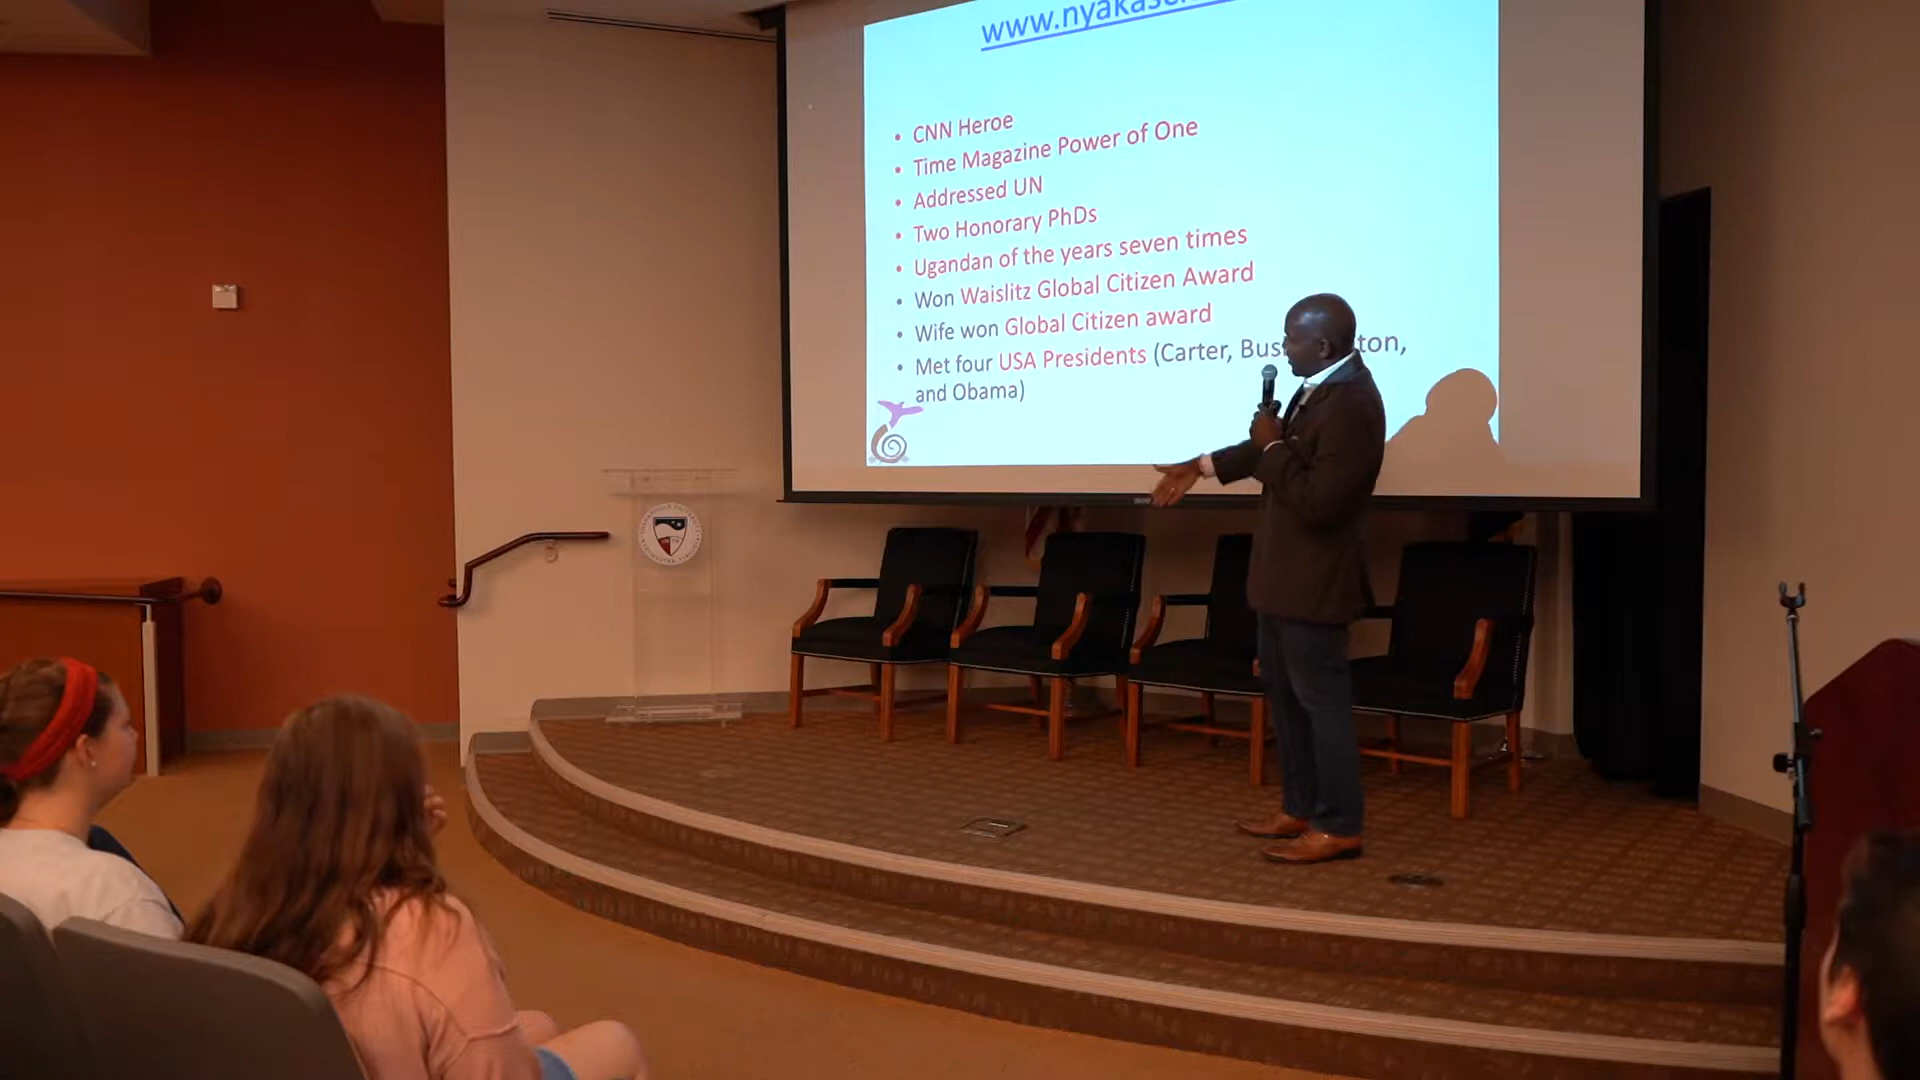 www.nyakasc
• CNN Heroe
• Time Magazine Power of One
• Addressed UN
• Two Honorary PhDs
• Ugandan of the years seven times
• Won Waislitz Global Citizen Award
• Wife won Global Citizen award
• Met four USA Presidents (Carter, Bus ton,
and Obama)